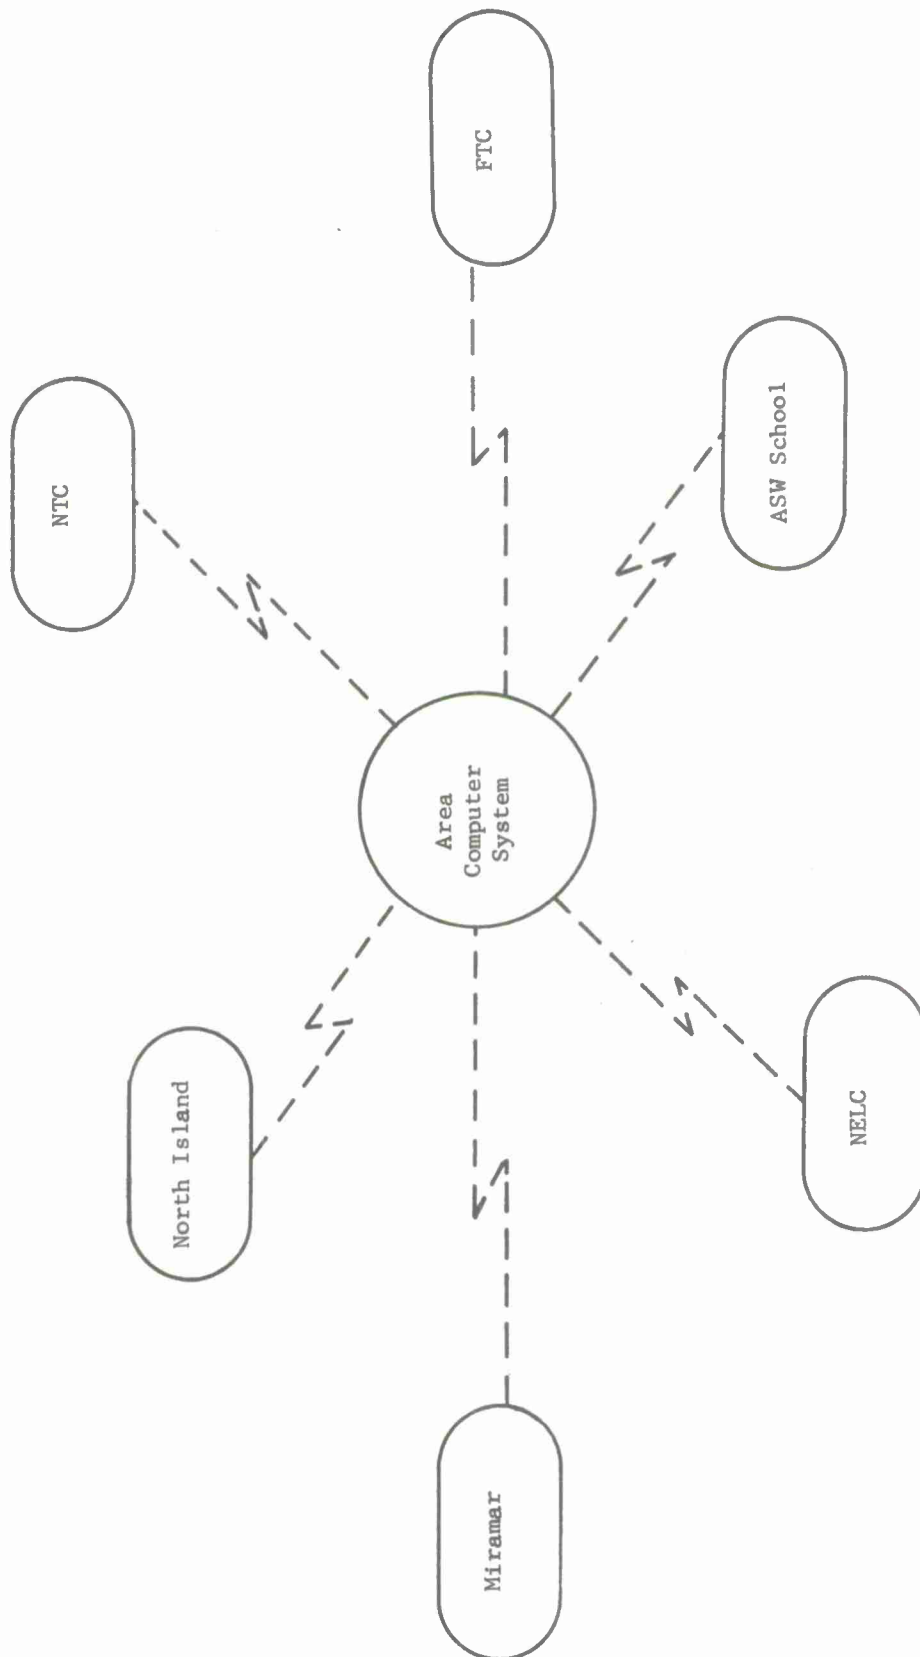 NTC
North Island
FTC
Area
Computer
System
Miramar
ASW School
NELC